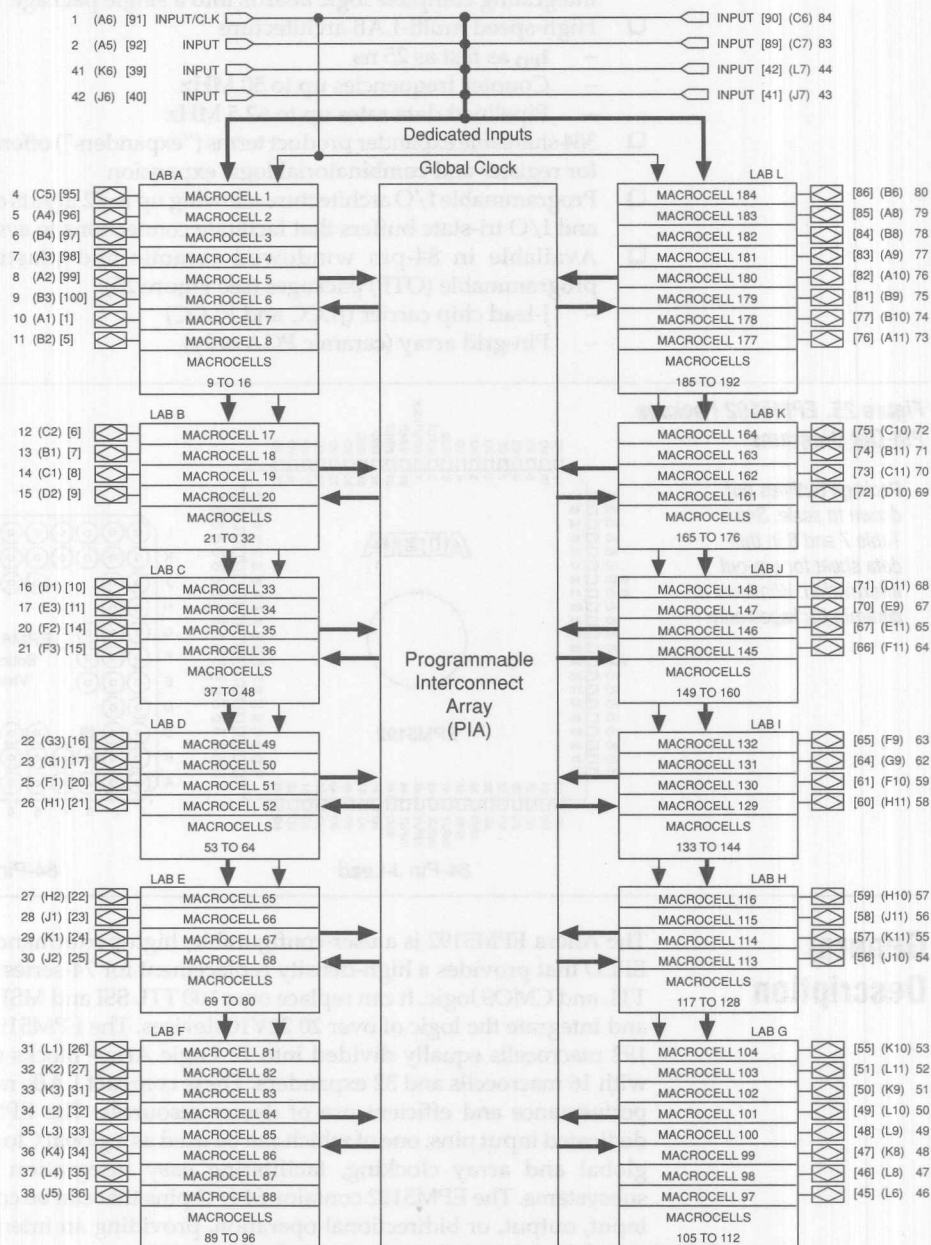 1 (A6) [91] INPUT/CLK
INPUT [90] (C6) 84
2 (A5) [92] INPUT
INPUT [89] (C7) 83
41 (K6) [39] INPUT
INPUT [42] (L7) 44
42 (J6) [40] INPUT
INPUT [41] (J7) 43
Dedicated Inputs
Global Clock
LAB A
4 (C5) [95] MACROCELL 1
5 (A4) [96] MACROCELL 2
6 (B4) [97] MACROCELL 3
7 (A3) [98] MACROCELL 4
8 (A2) [99] MACROCELL 5
9 (B3) [100] MACROCELL 6
10 (A1) [1] MACROCELL 7
11 (B2) [5] MACROCELL 8
MACROCELLS
9 TO 16
LAB B
12 (C2) [6] MACROCELL 17
13 (B1) [7] MACROCELL 18
14 (C1) [8] MACROCELL 19
15 (D2) [9] MACROCELL 20
MACROCELLS
21 TO 32
LAB C
16 (D1) [10] MACROCELL 33
17 (E3) [11] MACROCELL 34
20 (F2) [14] MACROCELL 35
21 (F3) [15] MACROCELL 36
MACROCELLS
37 TO 48
LAB D
22 (G3) [16] MACROCELL 49
23 (G1) [17] MACROCELL 50
25 (F1) [20] MACROCELL 51
26 (H1) [21] MACROCELL 52
MACROCELLS
53 TO 64
LAB E
27 (H2) [22] MACROCELL 65
28 (J1) [23] MACROCELL 66
29 (K1) [24] MACROCELL 67
30 (J2) [25] MACROCELL 68
MACROCELLS
69 TO 80
LAB F
31 (L1) [26] MACROCELL 81
32 (K2) [27] MACROCELL 82
33 (K3) [31] MACROCELL 83
34 (L2) [32] MACROCELL 84
35 (L3) [33] MACROCELL 85
36 (K4) [34] MACROCELL 86
37 (L4) [35] MACROCELL 87
38 (J5) [36] MACROCELL 88
MACROCELLS
89 TO 96
Programmable
Interconnect
Array
(PIA)
LAB L
MACROCELL 184 [86] (B6) 80
MACROCELL 183 [85] (A8) 79
MACROCELL 182 [84] (B8) 78
MACROCELL 181 [83] (A9) 77
MACROCELL 180 [82] (A10) 76
MACROCELL 179 [81] (B9) 75
MACROCELL 178 [77] (B10) 74
MACROCELL 177 [76] (A11) 73
MACROCELLS
185 TO 192
LAB K
MACROCELL 164 [75] (C10) 72
MACROCELL 163 [74] (B11) 71
MACROCELL 162 [73] (C11) 70
MACROCELL 161 [72] (D10) 69
MACROCELLS
165 TO 176
LAB J
MACROCELL 148 [71] (D11) 68
MACROCELL 147 [70] (E9) 67
MACROCELL 146 [67] (E11) 65
MACROCELL 145 [66] (F11) 64
MACROCELLS
149 TO 160
LAB I
MACROCELL 132 [65] (F9) 63
MACROCELL 131 [64] (G9) 62
MACROCELL 130 [61] (F10) 59
MACROCELL 129 [60] (H11) 58
MACROCELLS
133 TO 144
LAB H
MACROCELL 116 [59] (H10) 57
MACROCELL 115 [58] (J11) 56
MACROCELL 114 [57] (K11) 55
MACROCELL 113 [56] (J10) 54
MACROCELLS
117 TO 128
LAB G
MACROCELL 104 [55] (K10) 53
MACROCELL 103 [51] (L11) 52
MACROCELL 102 [50] (K9) 51
MACROCELL 101 [49] (L10) 50
MACROCELL 100 [48] (L9) 49
MACROCELL 99 [47] (K8) 48
MACROCELL 98 [46] (L8) 47
MACROCELL 97 [45] (L6) 46
MACROCELLS
105 TO 112